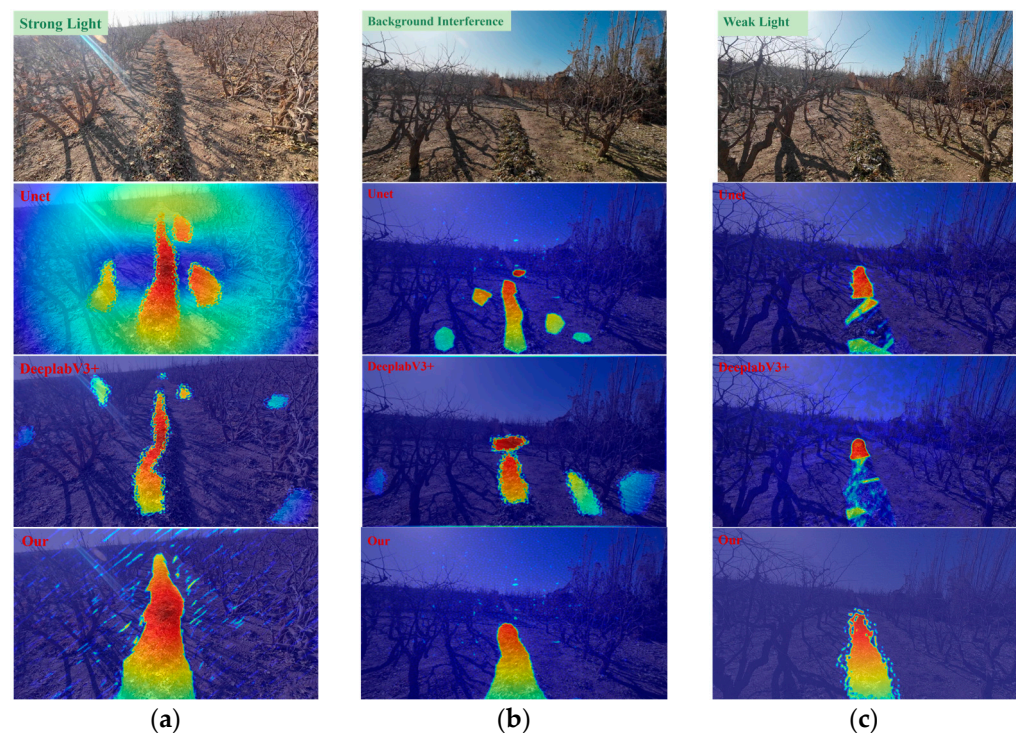 Strong Light
Background Interference
Weak Light
Unet
Unet
Unet
DeeplabV3+
DeeplabV3+
DeeplabV3+
Our
Our
Our
(a)
(b)
(c)